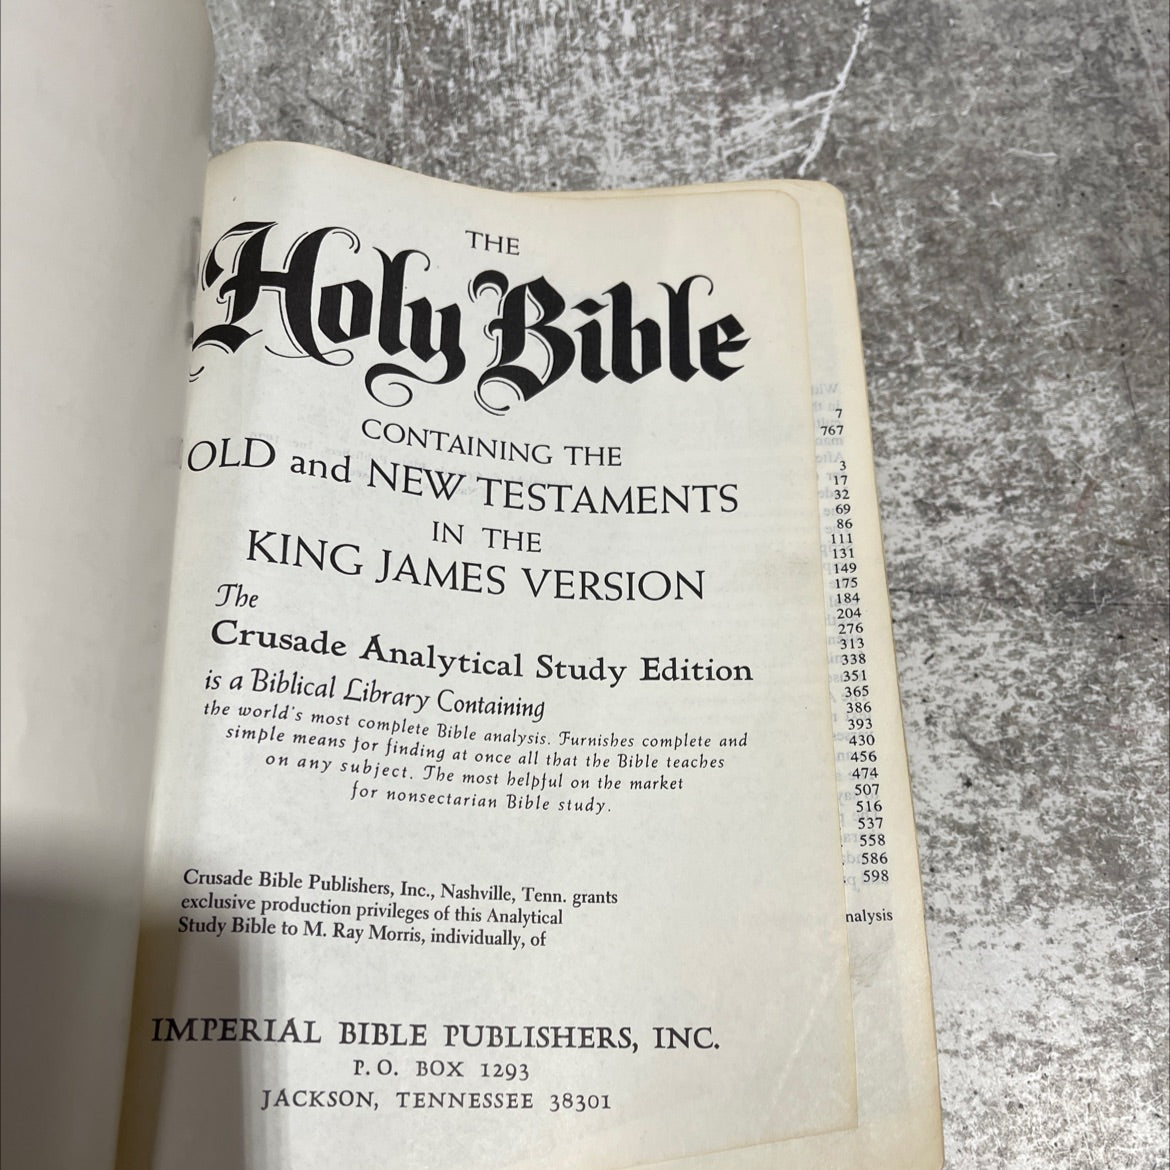 THE
Holy Bible
CONTAINING THE
OLD and NEW TESTAMENTS
IN THE
KING JAMES VERSION
The
Crusade Analytical Study Edition
is a Biblical Library Containing
the world's most complete Bible analysis. Furnishes complete and
simple means for finding at once all that the Bible teaches
on any subject. The most helpful on the market
for nonsectarian Bible study.
Crusade Bible Publishers, Inc., Nashville, Tenn. grants
exclusive production privileges of this Analytical
Study Bible to M. Ray Morris, individually, of
IMPERIAL BIBLE PUBLISHERS, INC.
P. O. BOX 1293
JACKSON, TENNESSEE 38301
7
767
3
17
32
69
86
111
131
149
175
184
204
276
313
338
351
365
386
393
430
456
474
507
516
537
558
586
598
nalysis